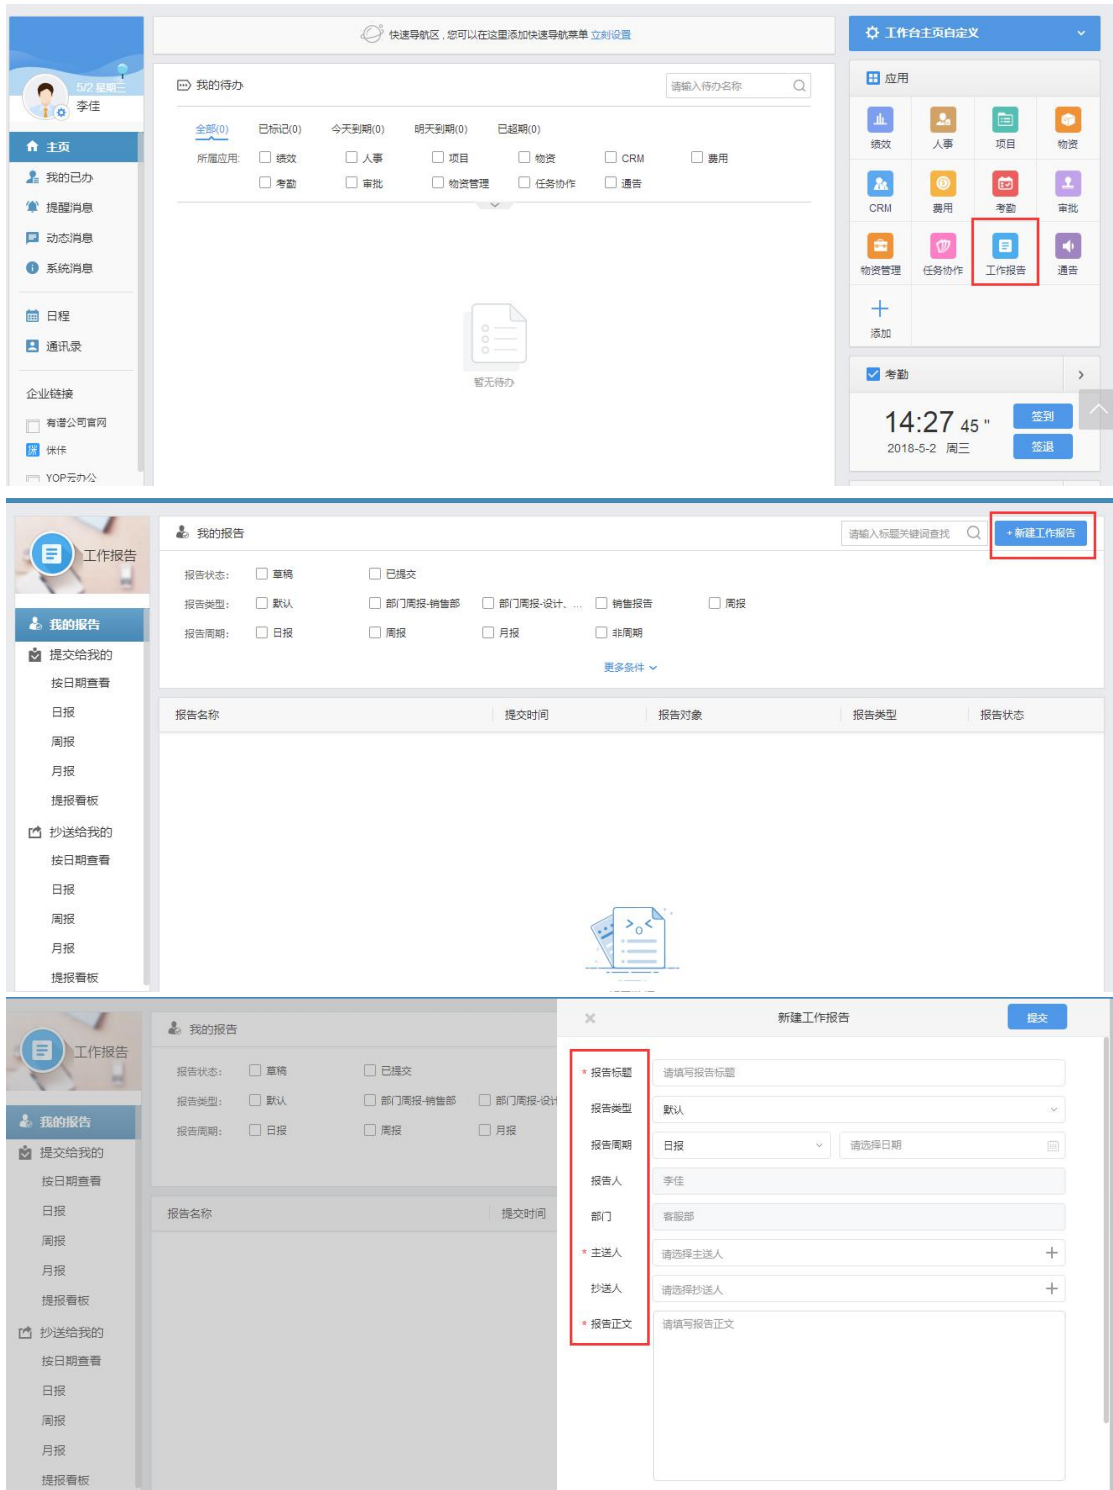 快速导航区，您可以在这里添加快速导航菜单 立刻设置
工作台主页自定义
5/2 星期三
李佳
主页
我的已办
提醒消息
动态消息
系统消息
日程
通讯录
企业链接
有谱公司官网
侎佧
YOP云办公
我的待办
请输入待办名称
全部(0) 已标记(0) 今天到期(0) 明天到期(0) 已超期(0)
所属应用: 绩效 人事 项目 物资 CRM 费用
考勤 审批 物资管理 任务协作 通告
暂无待办
应用
绩效 人事 项目 物资
CRM 费用 考勤 审批
物资管理 任务协作 工作报告 通告
添加
考勤
14:27 45 "
2018-5-2 周三
签到
签退
工作报告
我的报告
提交给我的
按日期查看
日报
周报
月报
提报看板
抄送给我的
按日期查看
日报
周报
月报
提报看板
我的报告
请输入标题关键词查找
+新建工作报告
报告状态: 草稿 已提交
报告类型: 默认 部门周报-销售部 部门周报-设计、... 销售报告 周报
报告周期: 日报 周报 月报 非周期
更多条件
报告名称 提交时间 报告对象 报告类型 报告状态
工作报告
我的报告
提交给我的
按日期查看
日报
周报
月报
提报看板
抄送给我的
按日期查看
日报
周报
月报
提报看板
我的报告
报告状态: 草稿 已提交
报告类型: 默认 部门周报-销售部 部门周报-设计
报告周期: 日报 周报 月报
报告名称 提交时间
新建工作报告
提交
* 报告标题 请填写报告标题
报告类型 默认
报告周期 日报 请选择日期
报告人 李佳
部门 客服部
* 主送人 请选择主送人
抄送人 请选择抄送人
* 报告正文 请填写报告正文